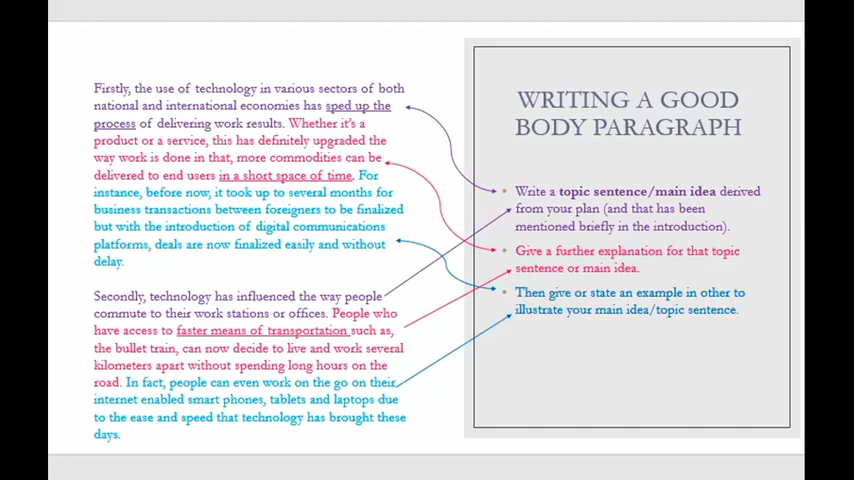 Firstly, the use of technology in various sectors of both
national and international economies has sped up the
process of delivering work results. Whether it's a
product or a service, this has definitely upgraded the
way work is done in that, more commodities can be
delivered to end users in a short space of time. For
instance, before now, it took up to several months for
business transactions between foreigners to be finalized
but with the introduction of digital communications
platforms, deals are now finalized easily and without
delay.
Secondly, technology has influenced the way people
commute to their work stations or offices. People who
have access to faster means of transportation such as,
the bullet train, can now decide to live and work several
kilometers apart without spending long hours on the
road. In fact, people can even work on the go on their
internet enabled smart phones, tablets and laptops due
to the ease and speed that technology has brought these
days.
WRITING A GOOD
BODY PARAGRAPH
• Write a topic sentence/main idea derived
from your plan (and that has been
mentioned briefly in the introduction).
• Give a further explanation for that topic
sentence or main idea.
• Then give or state an example in other to
illustrate your main idea/topic sentence.